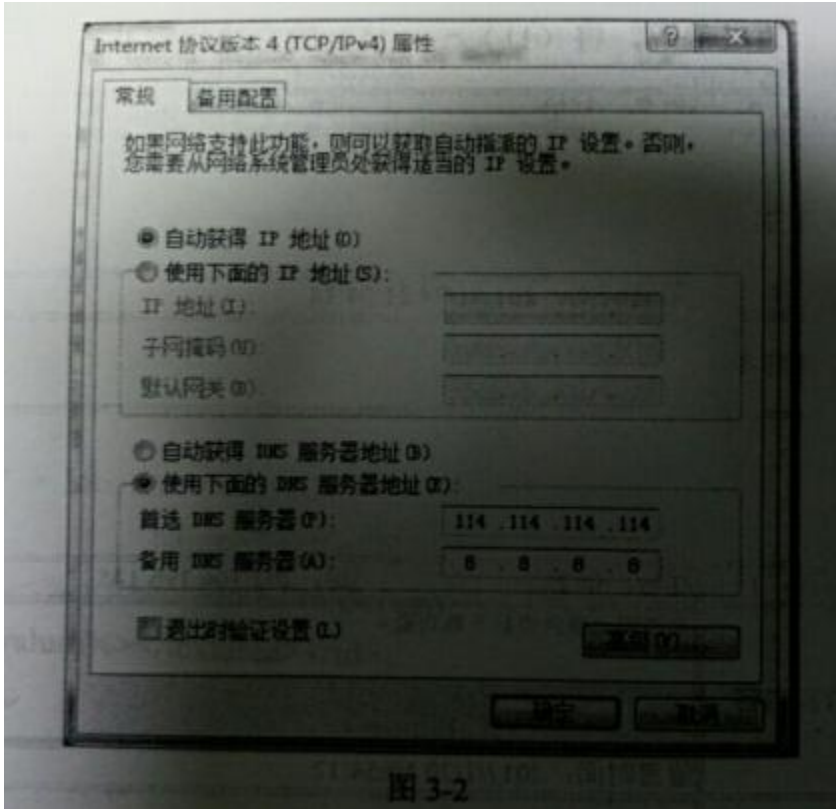 Internet 协议版本 4 (TCP/IPv4) 属性
常规 备用配置
如果网络支持此功能，则可以获取自动指派的 IP 设置。否则，
您需要从网络系统管理员处获得适当的 IP 设置。
自动获得 IP 地址(O)
使用下面的 IP 地址(S):
IP 地址(I):
子网掩码(U):
默认网关(D):
自动获得 DNS 服务器地址(B)
使用下面的 DNS 服务器地址(E):
首选 DNS 服务器(P): 114 . 114 . 114 . 114
备用 DNS 服务器(A): 8 . 8 . 8 . 8
退出时验证设置(L)
高级(V)...
确定 取消
图 3-2